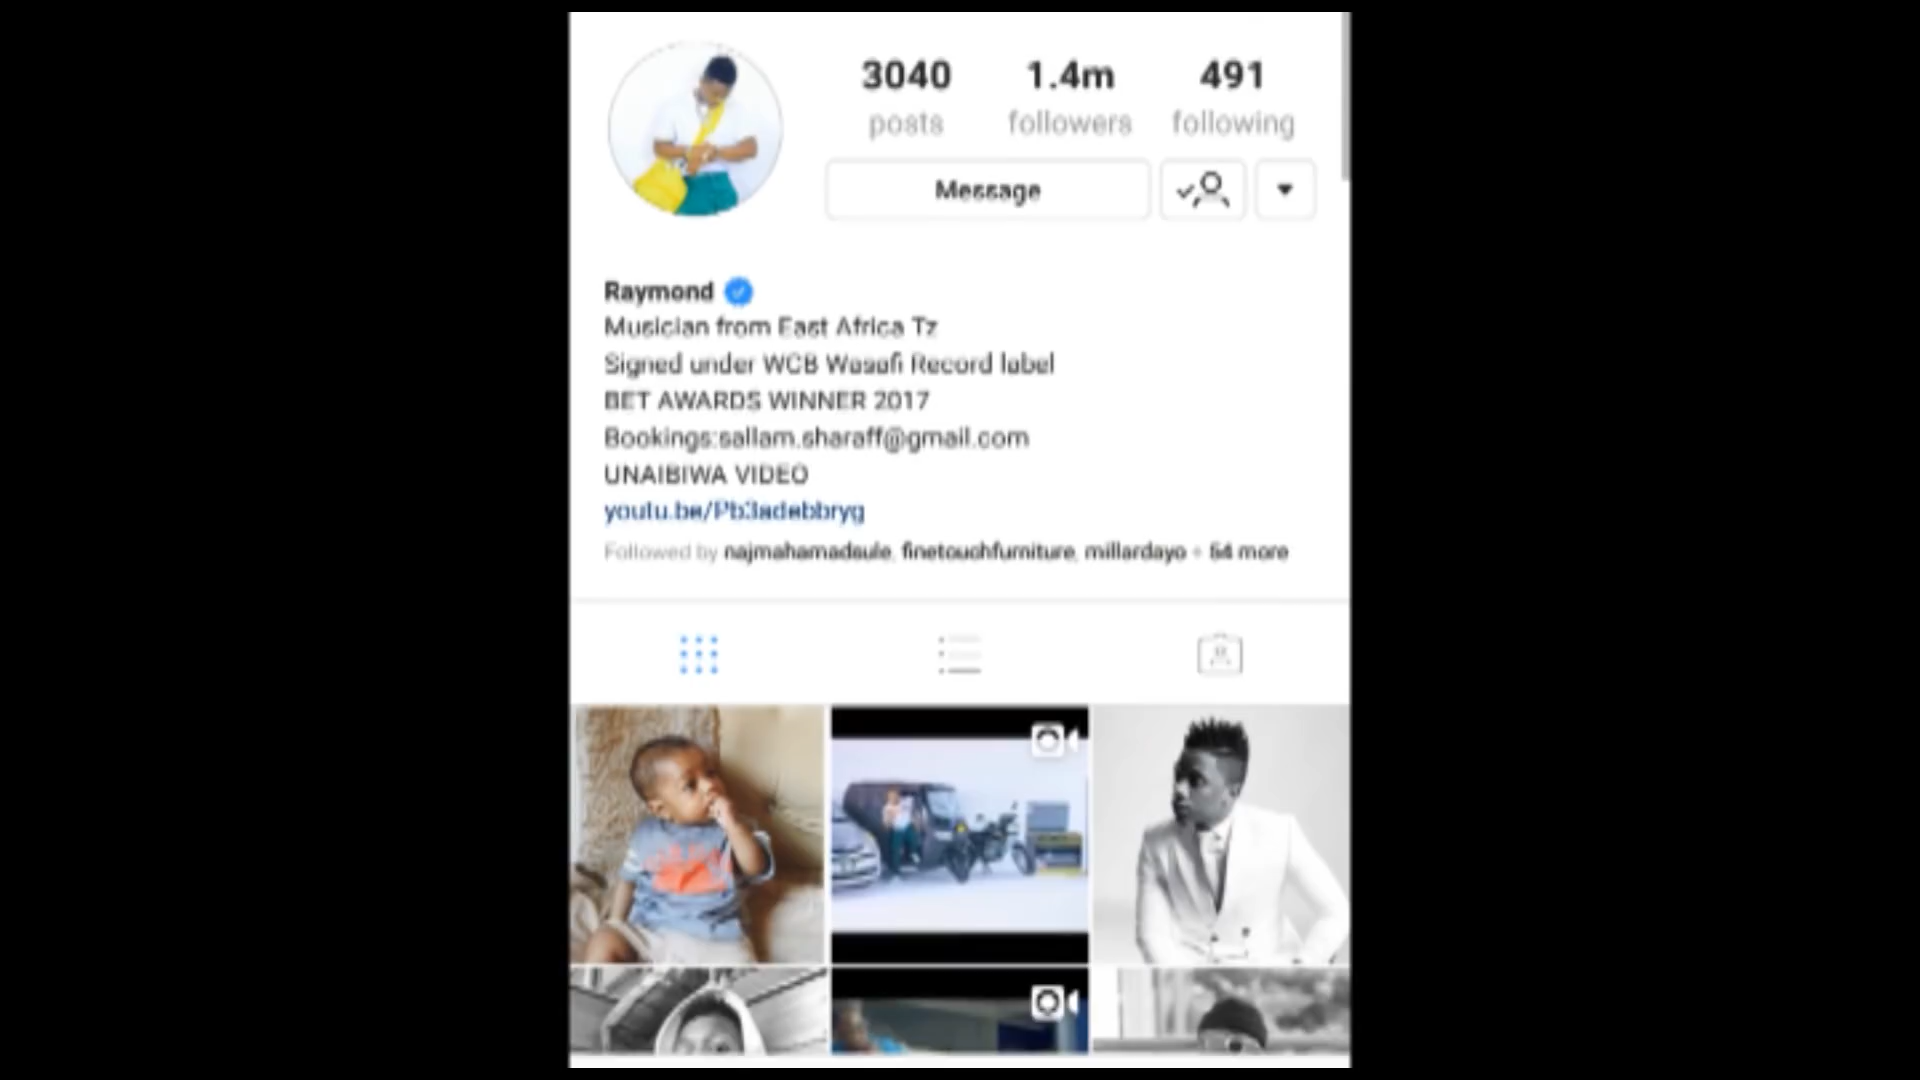 3040 1.4m 491
posts followers following
Message
Raymond
Musician from East Africa Tz
Signed under WCB Wasafi Record label
BET AWARDS WINNER 2017
Bookings:sallam.sharaff@gmail.com
UNAIBIWA VIDEO
youtu.be/Pb3adebbryg
Followed by najmahamadsule, finetouchfurniture, millardayo + 54 more